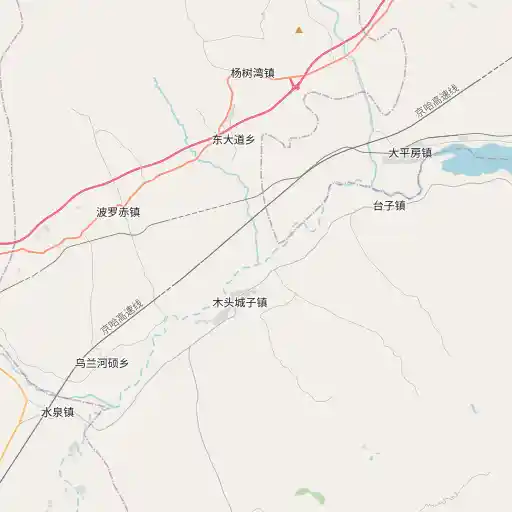 杨树湾镇
京哈高速线
东大道乡
大平房镇
台子镇
波罗赤镇
木头城子镇
京哈高速线
乌兰河硕乡
水泉镇